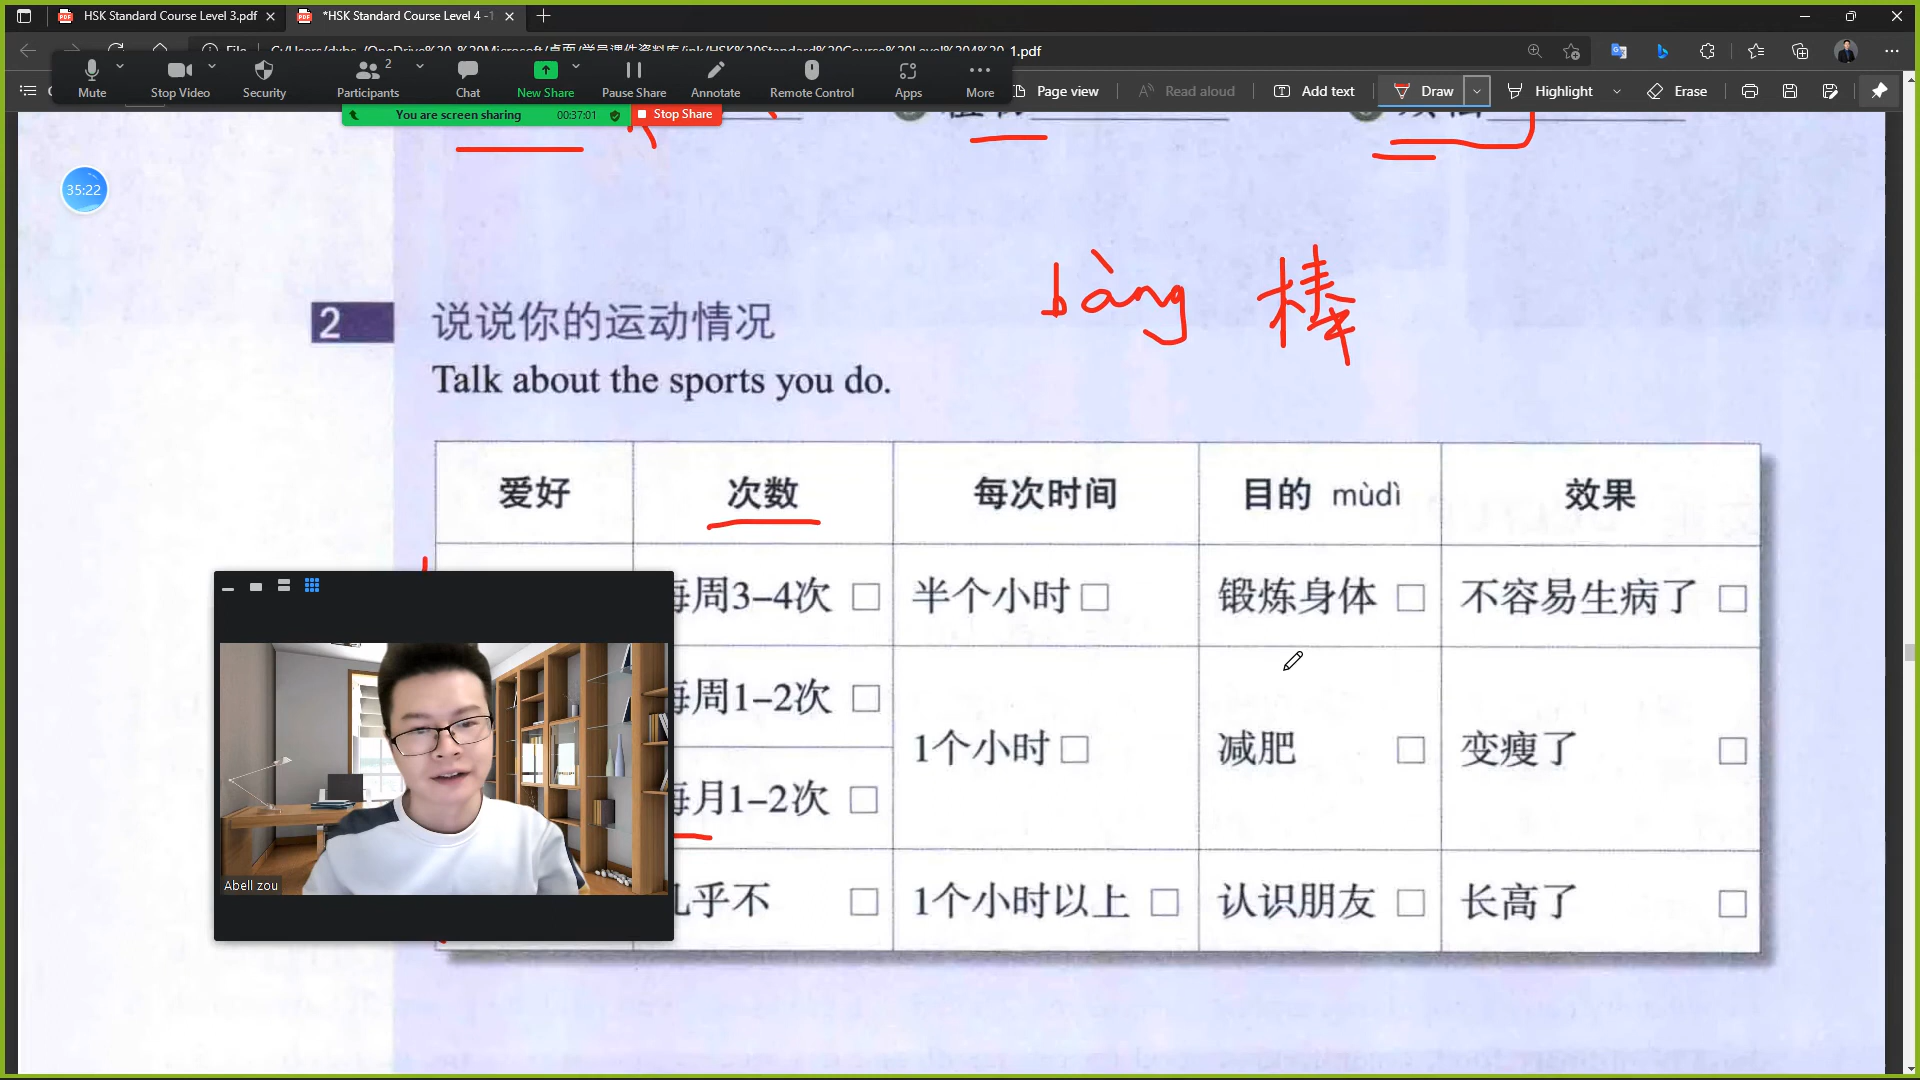 HSK Standard Course Level 3.pdf
*HSK Standard Course Level 4 -1
File
Mute
Stop Video
Security
Participants
2
Chat
New Share
Pause Share
Annotate
Remote Control
Apps
More
Page view
Read aloud
Add text
Draw
Highlight
Erase
You are screen sharing
00:37:01
Stop Share
35:22
bàng 棒
2 说说你的运动情况
Talk about the sports you do.
爱好 次数 每次时间 目的 mùdì 效果
每周3-4次 □ 半个小时 □ 锻炼身体 □ 不容易生病了 □
每周1-2次 □
1个小时 □ 减肥 □ 变瘦了 □
每月1-2次 □
几乎不 □ 1个小时以上 □ 认识朋友 □ 长高了 □
Abell zou